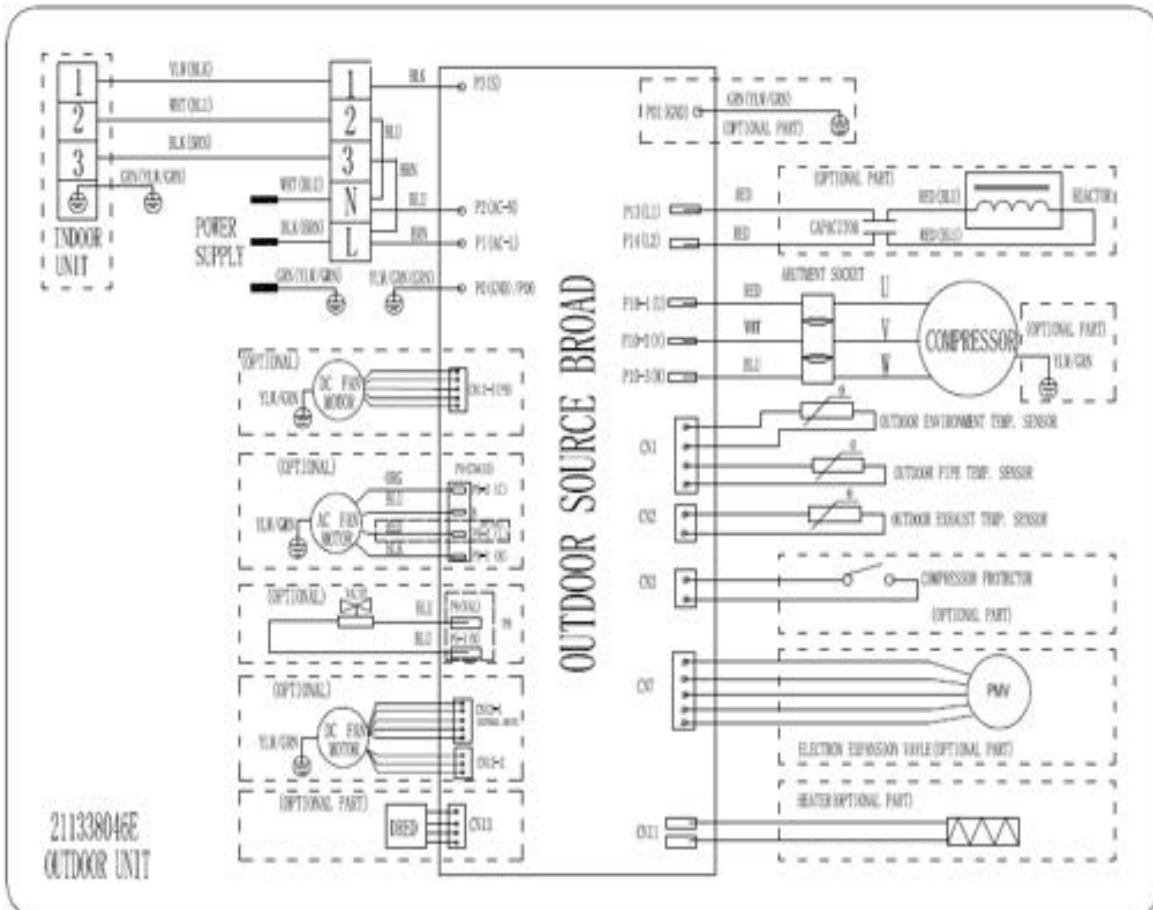 1
YLW(BLK)
1
BLK
P3(S)
2
WHT(BLU)
2
BLU
3
BLK(BRN)
3
BRN
GRN(YLW/GRN)
INDOOR
UNIT
POWER
SUPPLY
WHT(BLU)
N
BLU
P2(AC-N)
BLK(BRN)
L
BRN
P1(AC-L)
GRN(YLW/GRN)
YLW/GRN(GRN)
GRN(YLW/GRN)
(OPTIONAL PART)
OUTDOOR SOURCE BROAD
(OPTIONAL PART)
P13(L1)
RED
CAPACITOR
RED(BLU)
REACTOR
P14(L2)
RED
RED(BLU)
ABUTMENT SOCKET
RED
U
WHT
V
BLU
W
COMPRESSOR
(OPTIONAL PART)
YLW/GRN
CN1
OUTDOOR ENVIRONMENT TEMP. SENSOR
OUTDOOR PIPE TEMP. SENSOR
CN2
OUTDOOR EXHAUST TEMP. SENSOR
COMPRESSOR PROTECTOR
(OPTIONAL PART)
PMV
ELECTRON EXPANSION VAVLE(OPTIONAL PART)
HEATER(OPTIONAL PART)
CN21
(OPTIONAL)
DC FAN
MOTOR
YLW/GRN
(OPTIONAL)
AC FAN
MOTOR
YLW/GRN
ORG
BLU
RED
BLK
(OPTIONAL)
BLU
BLU
(OPTIONAL)
DC FAN
MOTOR
YLW/GRN
(OPTIONAL PART)
DRED
211338046E
OUTDOOR UNIT